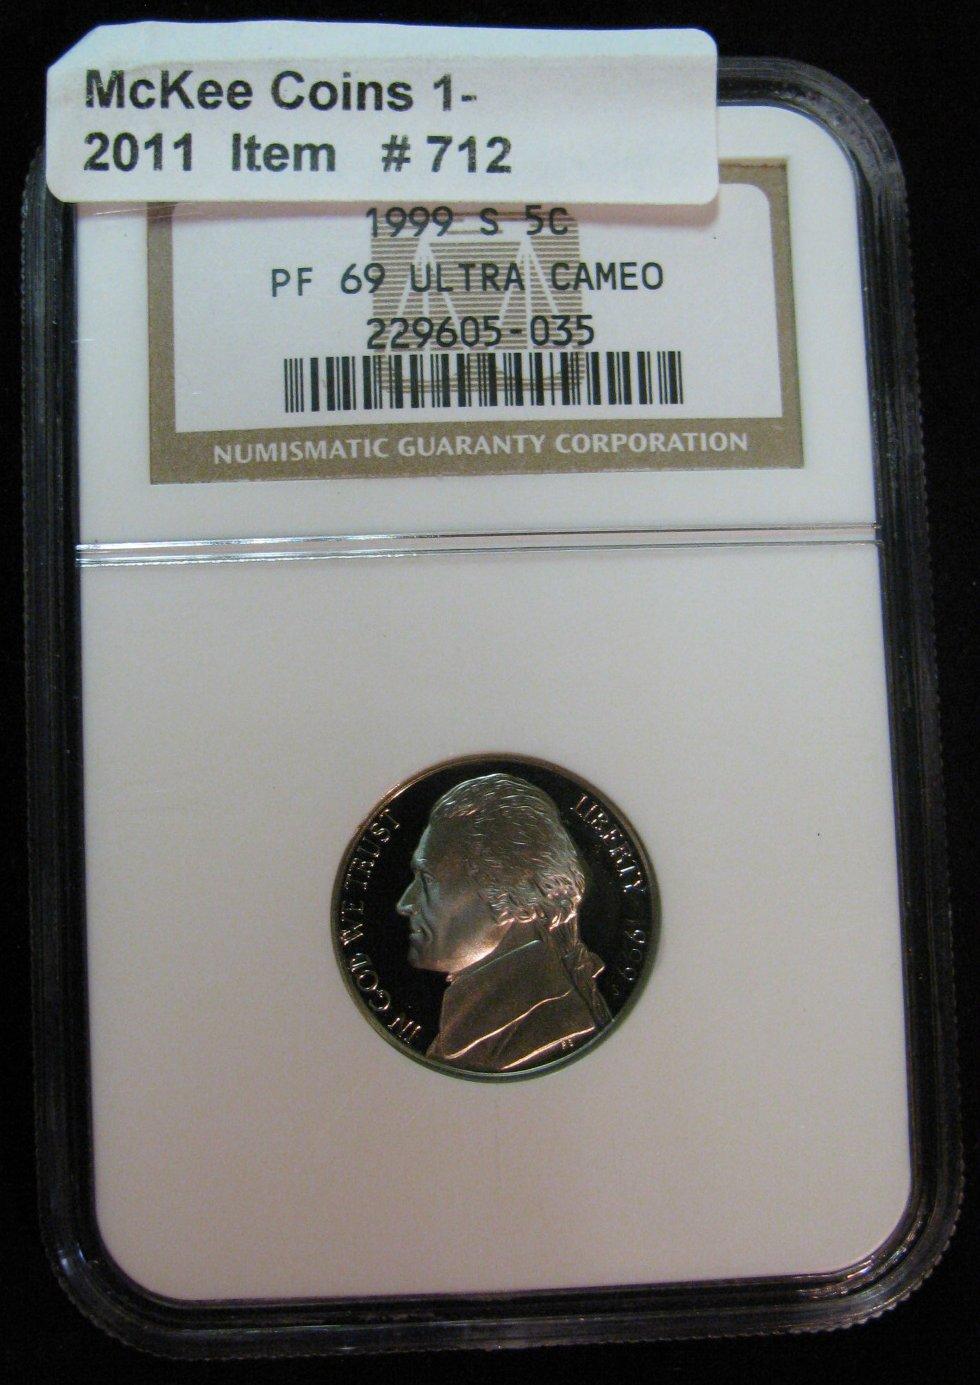 McKee Coins 1-
2011 Item # 712
1999 S 5C
PF 69 ULTRA CAMEO
229605-035
NUMISMATIC GUARANTY CORPORATION
IN GOD WE TRUST
LIBERTY 1999